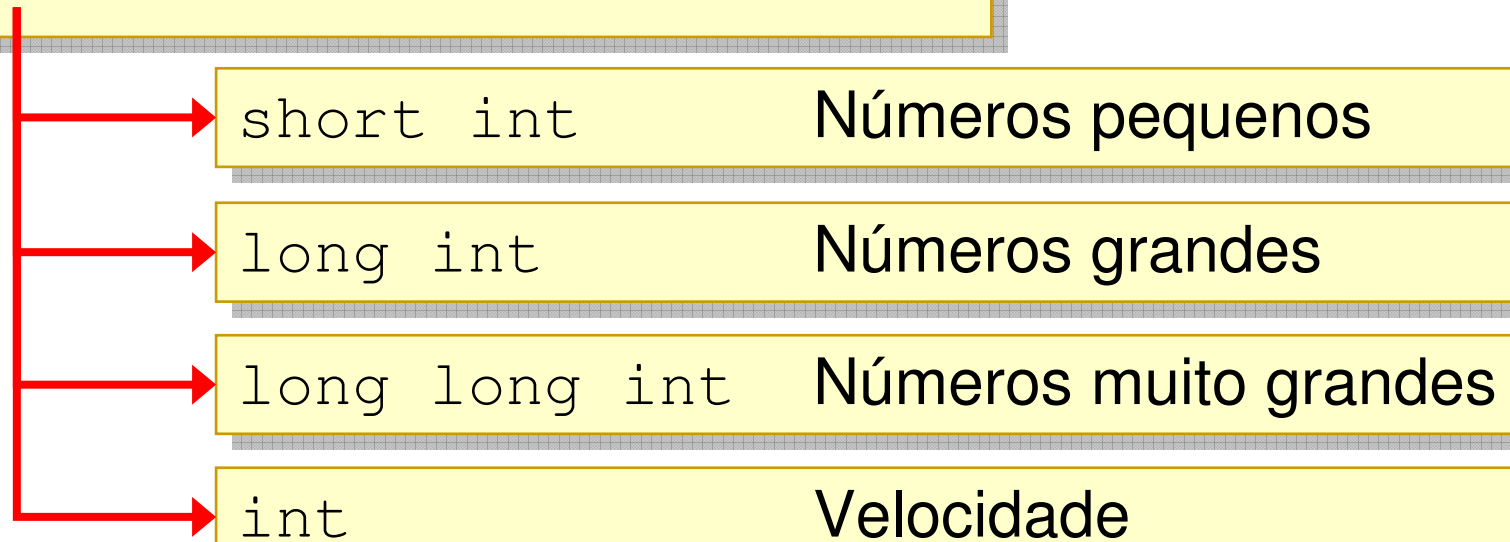 short int Números pequenos
long int Números grandes
long long int Números muito grandes
int Velocidade